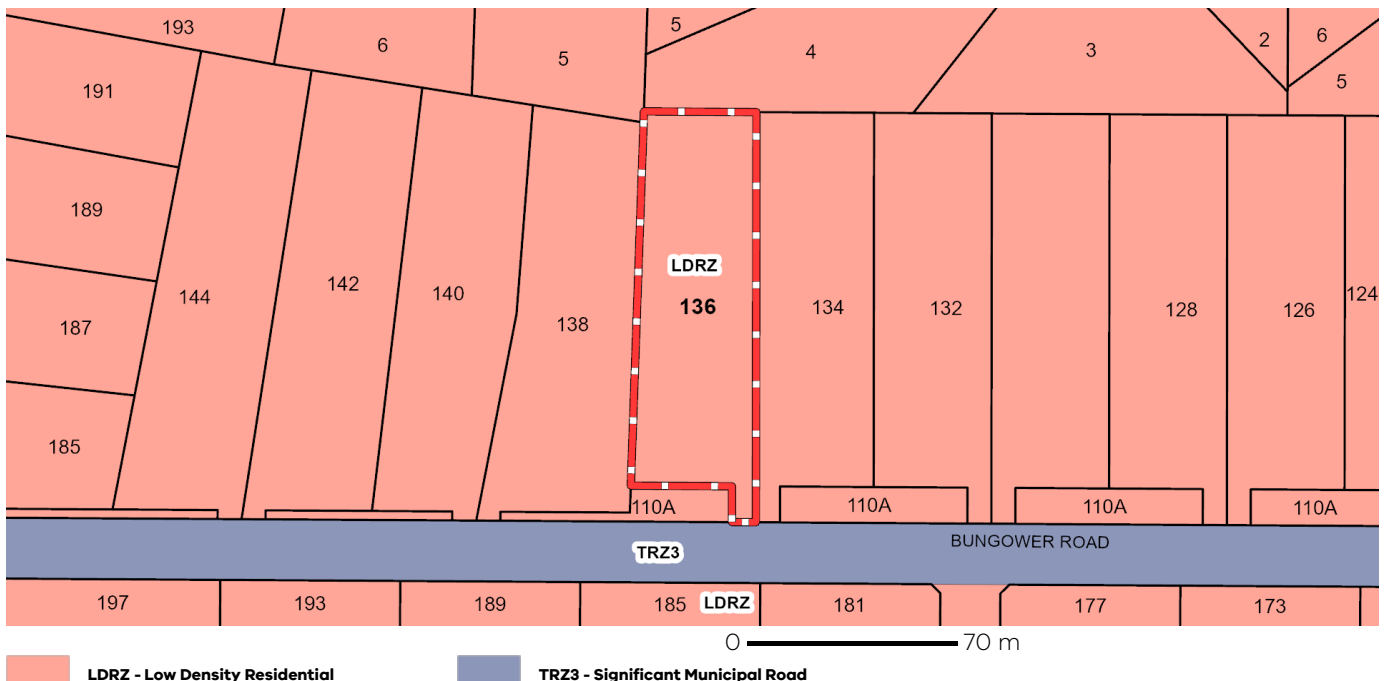 193
6
5
5
4
3
2
6
5
191
189
187
185
144
142
140
138
LDRZ
136
134
132
128
126
124
110A
110A
110A
110A
BUNGOWER ROAD
TRZ3
197
193
189
185
LDRZ
181
177
173
0 70 m
LDRZ - Low Density Residential
TRZ3 - Significant Municipal Road